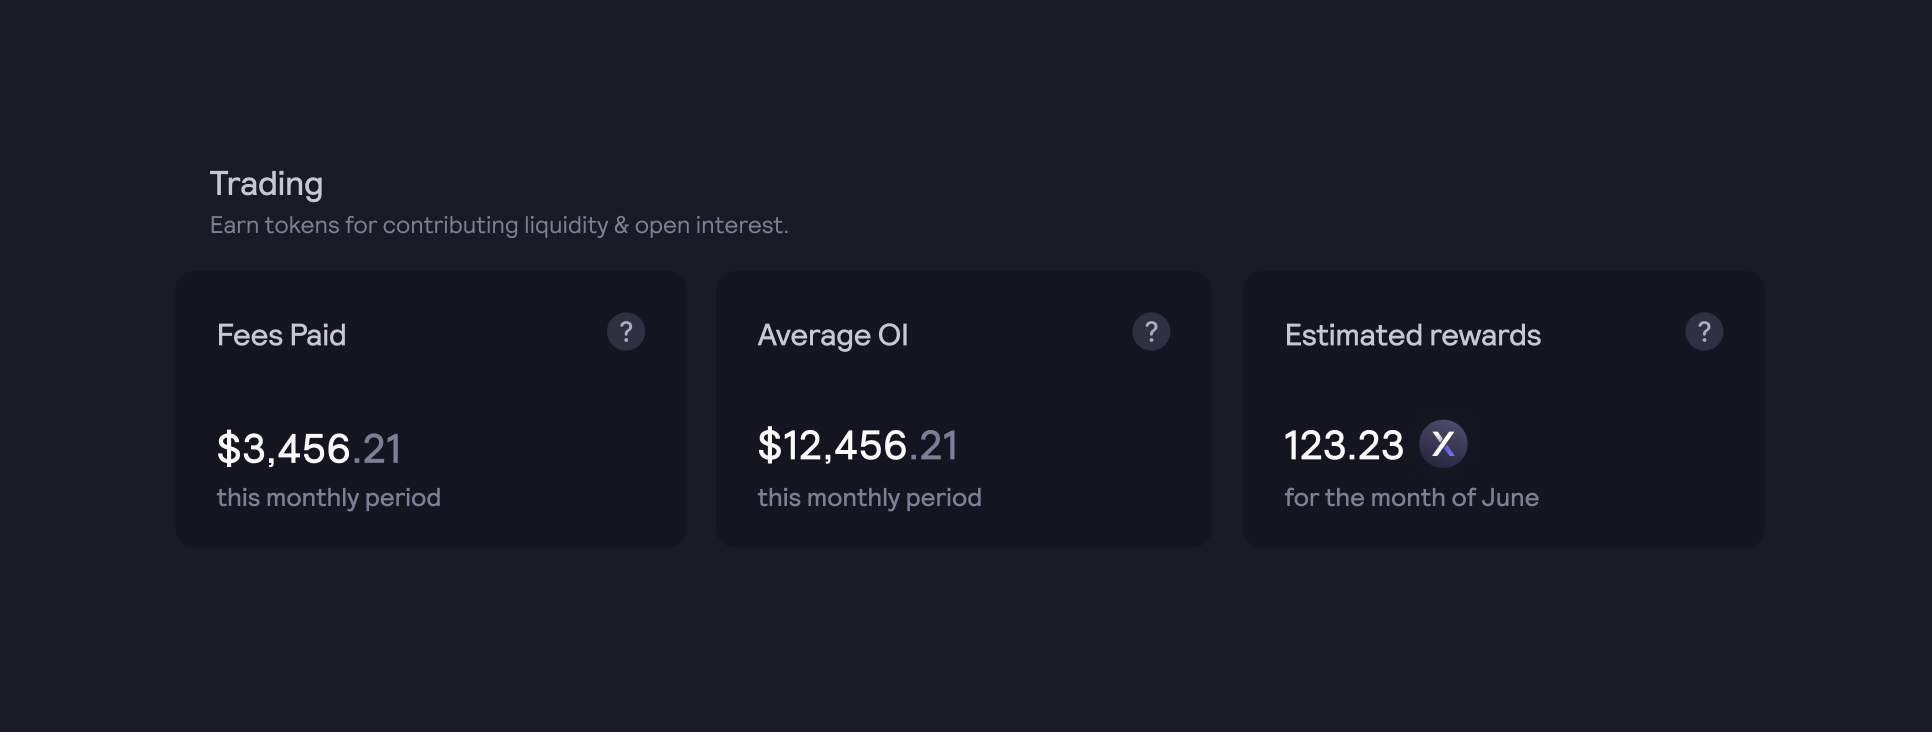 Trading
Earn tokens for contributing liquidity & open interest.
Fees Paid
?
$3,456.21
this monthly period
Average OI
?
$12,456.21
this monthly period
Estimated rewards
?
123.23
for the month of June